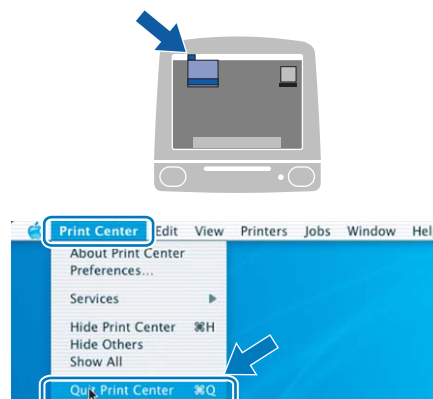 Print Center Edit View Printers Jobs Window Hel
About Print Center
Preferences...
Services
Hide Print Center ⌘H
Hide Others
Show All
Quit Print Center ⌘Q